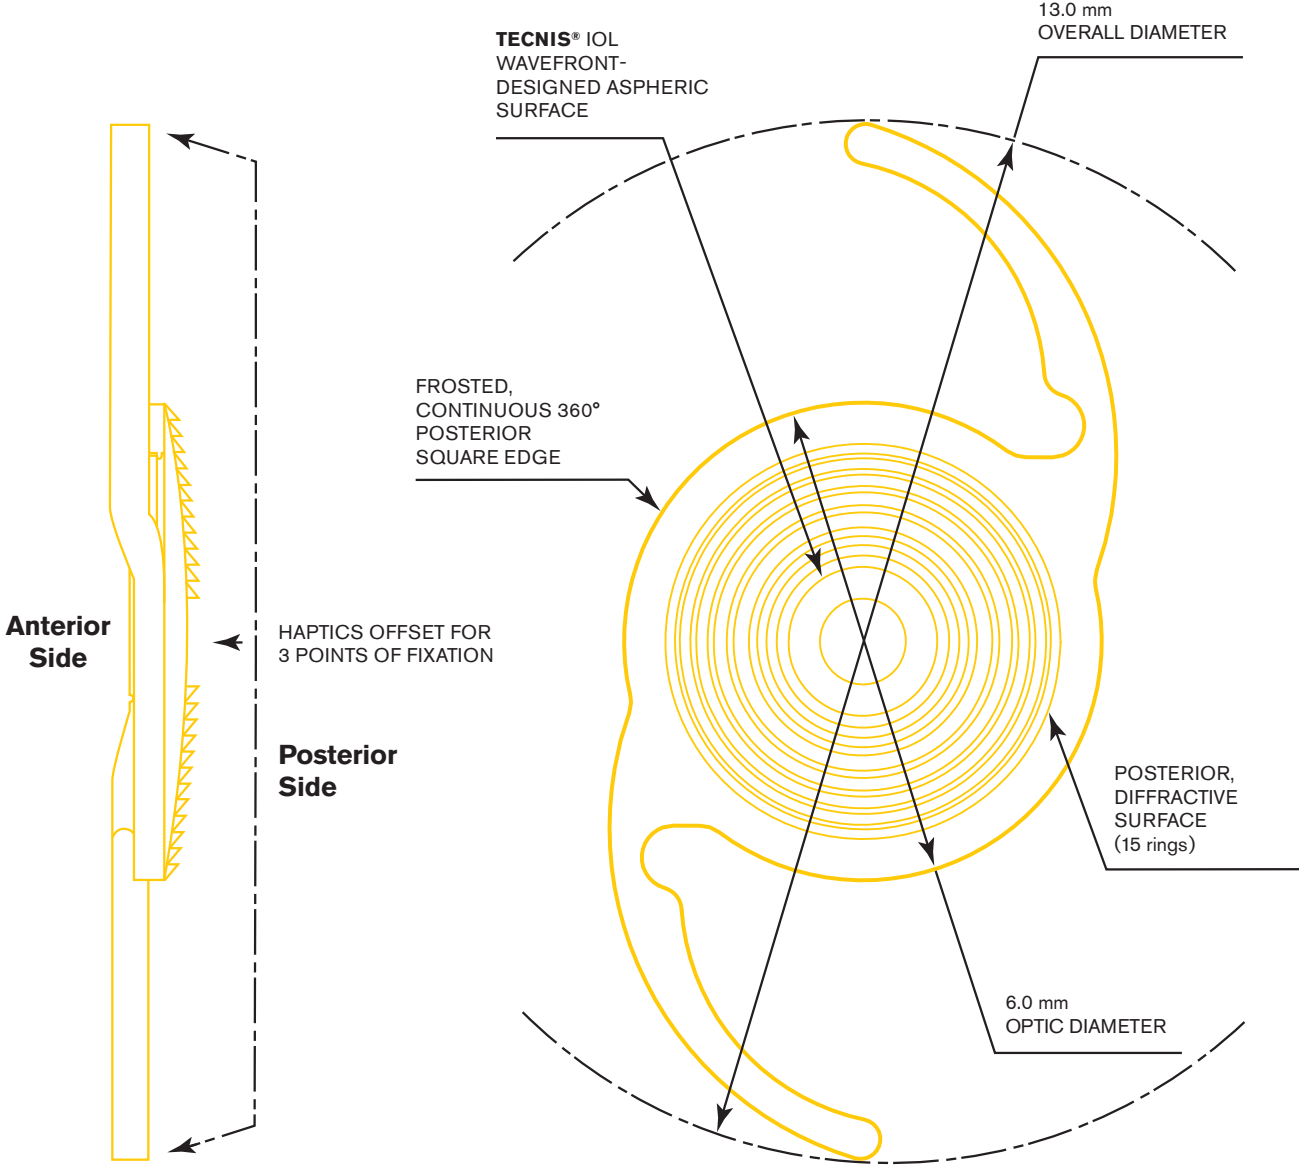 13.0 mm
OVERALL DIAMETER
TECNIS® IOL
WAVEFRONT-
DESIGNED ASPHERIC
SURFACE
FROSTED,
CONTINUOUS 360°
POSTERIOR
SQUARE EDGE
Anterior
Side
HAPTICS OFFSET FOR
3 POINTS OF FIXATION
Posterior
Side
POSTERIOR,
DIFFRACTIVE
SURFACE
(15 rings)
6.0 mm
OPTIC DIAMETER